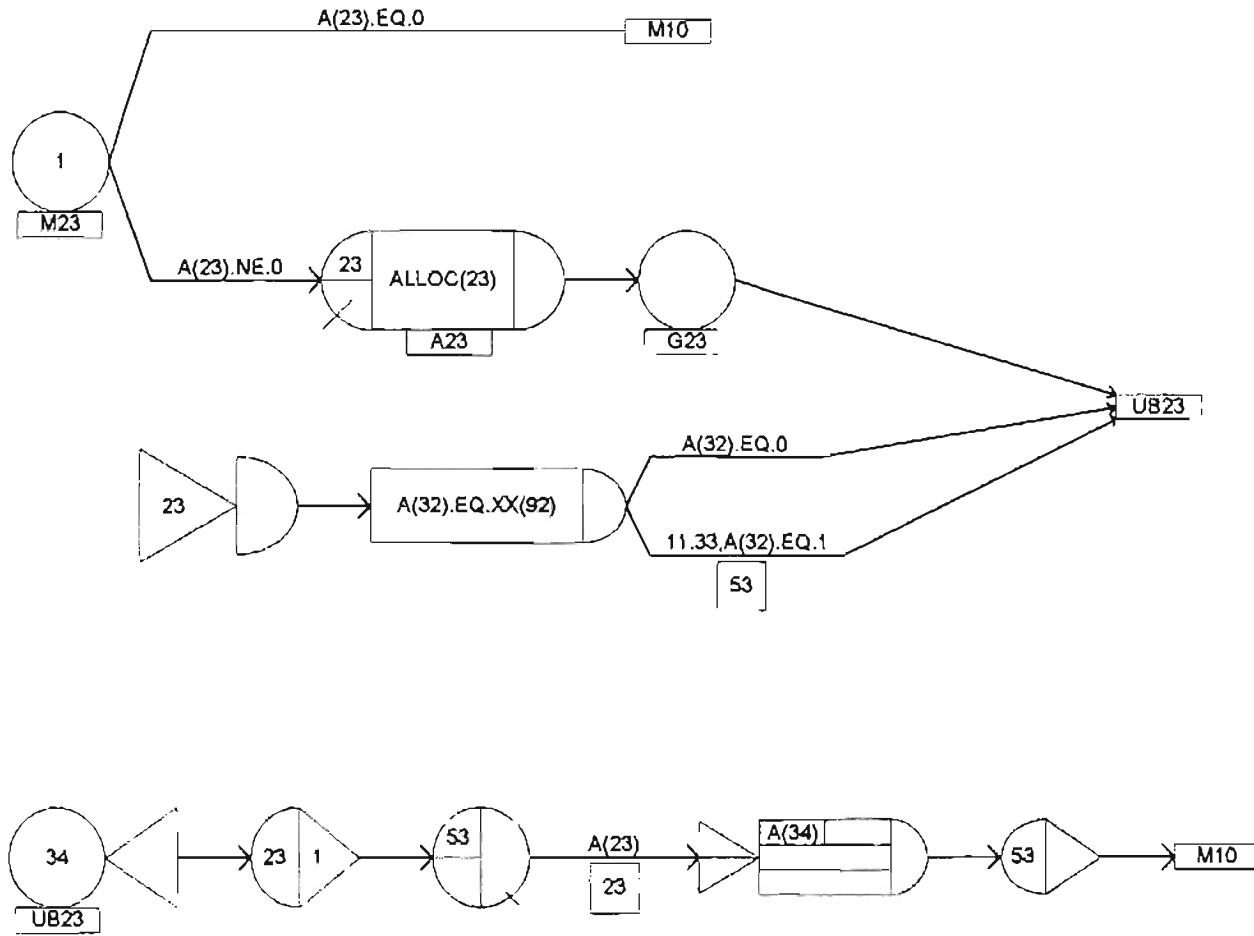 A(23).EQ.0
M10
1
M23
A(23).NE.0
23
ALLOC(23)
A23
G23
UB23
A(32).EQ.0
23
A(32).EQ.XX(92)
11.33,A(32).EQ.1
53
34
UB23
23
1
53
A(23)
23
A(34)
53
M10